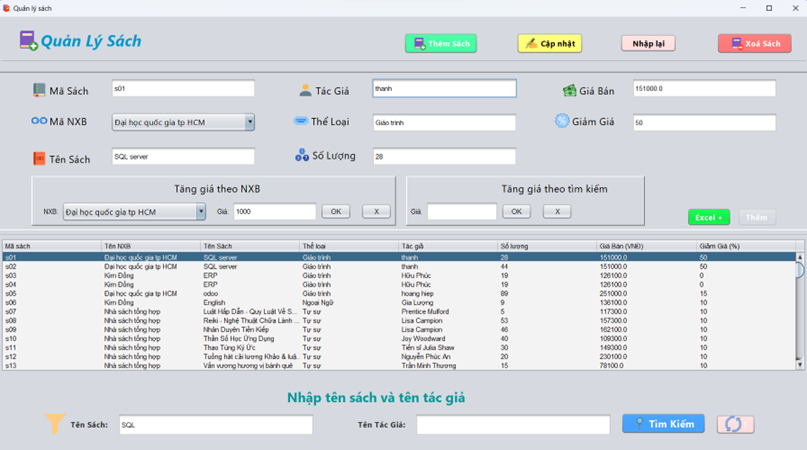 Quản lý sách
Quản Lý Sách
Thêm Sách
Cập nhật
Nhập lại
Xoá Sách
Mã Sách s01 Tác Giả thanh Giá Bán 151000.0
Mã NXB Đại học quốc gia tp HCM Thể Loại Giáo trình Giảm Giá 50
Tên Sách SQL server Số Lượng 28
Tăng giá theo NXB
NXB: Đại học quốc gia tp HCM Giá: 1000 OK X
Tăng giá theo tìm kiếm
Giá: OK X
Excel + Thêm
Mã sách Tên NXB Tên Sách Thể loại Tác giả Số lượng Giá Bán (VNĐ) Giảm Giá (%)
s01 Đại học quốc gia tp HCM SQL server Giáo trình thanh 28 151000.0 50
s02 Đại học quốc gia tp HCM SQL server Giáo trình thanh 44 151000.0 50
s03 Kim Đồng ERP Giáo trình Hữu Phúc 19 126100.0 0
s04 Kim Đồng ERP Giáo trình Hữu Phúc 19 126100.0 0
s05 Đại học quốc gia tp HCM odoo Giáo trình hoang hiep 89 251000.0 15
s06 Kim Đồng English Ngoại Ngữ Gia Lượng 9 136100.0 10
s07 Nhà sách tổng hợp Luật Hấp Dẫn - Quy Luật Về S... Tự sự Prentice Mulford 5 117300.0 10
s08 Nhà sách tổng hợp Reiki - Nghệ Thuật Chữa Lành ... Tự sự Lisa Campion 53 157300.0 10
s09 Nhà sách tổng hợp Nhân Duyên Tiền Kiếp Tự sự Lisa Campion 46 162100.0 10
s10 Nhà sách tổng hợp Thần Số Học Ứng Dụng Tự sự Joy Woodward 40 109300.0 10
s11 Nhà sách tổng hợp Thao Túng Ký Ức Tự sự Tiến sĩ Julia Shaw 30 149300.0 10
s12 Nhà sách tổng hợp Tuồng hát cải lương Khảo & luậ... Tự sự Nguyễn Phúc An 20 230100.0 10
s13 Nhà sách tổng hợp Vấn vương hương vị bánh quê Tự sự Trần Minh Thương 15 78100.0 10
Nhập tên sách và tên tác giả
Tên Sách: SQL Tên Tác Giả: Tìm Kiếm